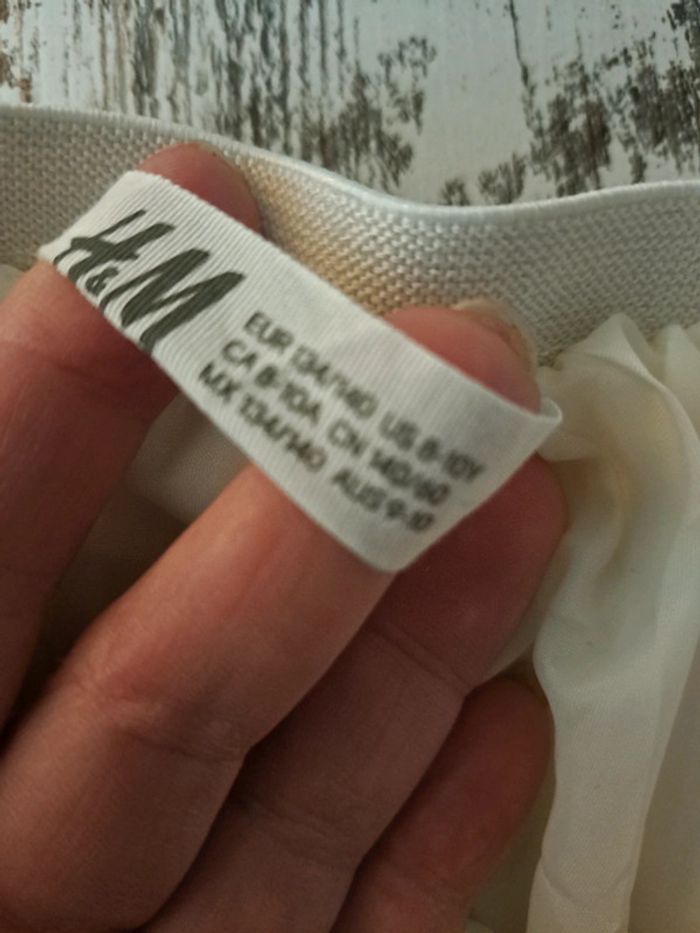 H&M
EUR 134/140 US 8-10Y
CA 8-10A CN 140/60
MX 134/140 AUS 9-10